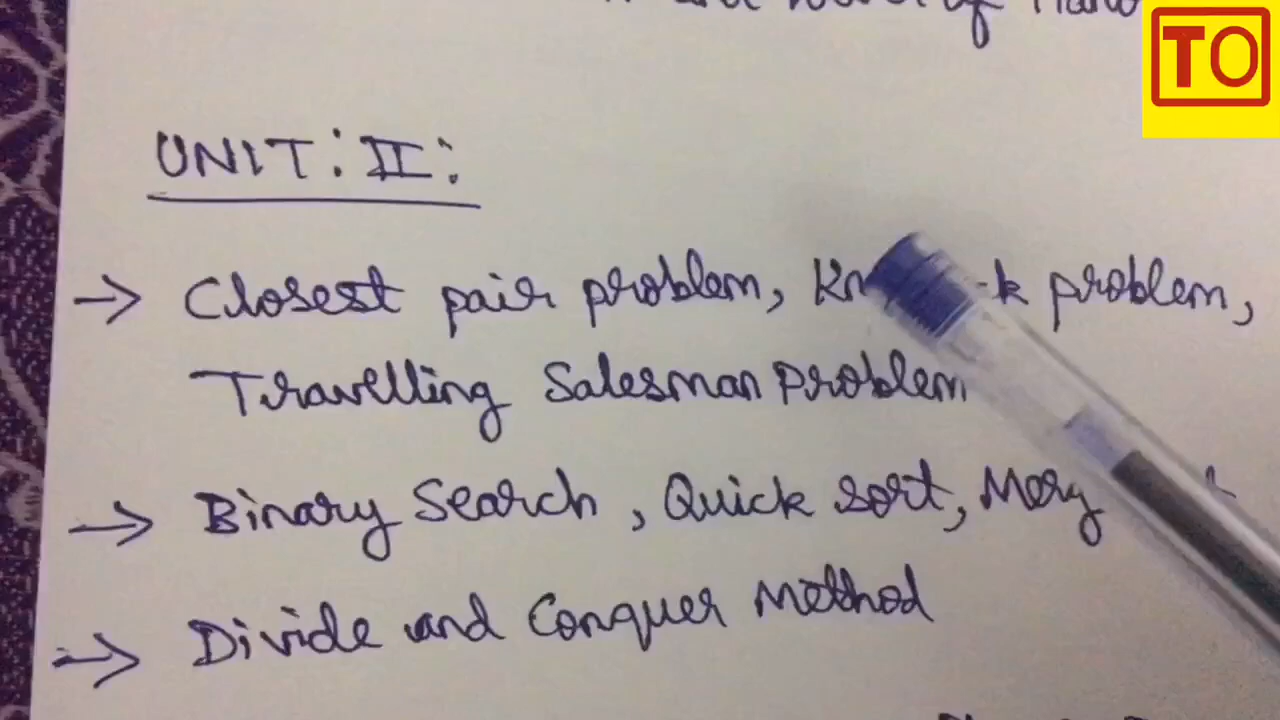 TO
UNIT: II:
→ Closest pair problem, problem,
Travelling Salesman Problem
→ Binary Search, Quick sort,
→ Divide and Conquer Method